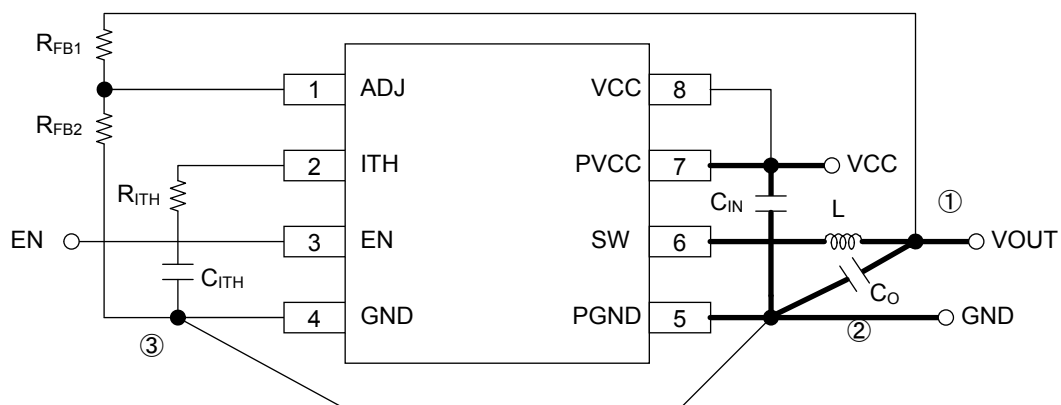 RFB1
RFB2
1 ADJ
VCC 8
2 ITH
RITH
PVCC 7
VCC
CIN
L
①
EN
3 EN
SW 6
VOUT
CITH
CO
4 GND
PGND 5
GND
②
③